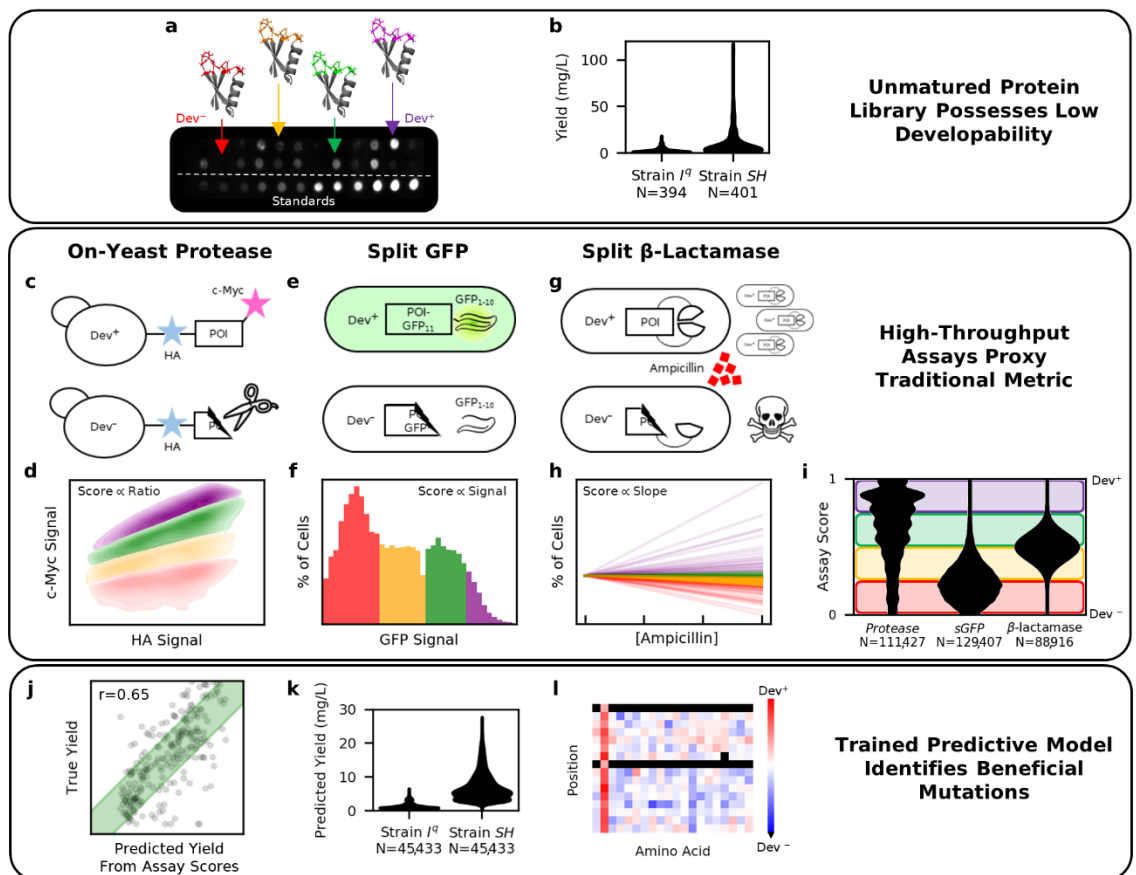 a
Dev⁻
Dev⁺
Standards
b
Yield (mg/L)
100
50
0
Strain I^q
N=394
Strain SH
N=401
Unmatured Protein
Library Possesses Low
Developability
On-Yeast Protease
Split GFP
Split β-Lactamase
c
c-Myc
Dev⁺
HA
POI
Dev⁻
HA
e
Dev⁺
POI-
GFP₁₁
GFP₁₋₁₀
Dev⁻
GFP₁₋₁₀
g
Dev⁺
POI
Dev⁺
POI
Dev⁺
POI
Dev⁺
POI
Ampicillin
Dev⁻
High-Throughput
Assays Proxy
Traditional Metric
d
Score ∝ Ratio
c-Myc Signal
HA Signal
f
Score ∝ Signal
% of Cells
GFP Signal
h
Score ∝ Slope
% of Cells
[Ampicillin]
i
1
0
Assay Score
Dev⁺
Dev ⁻
Protease
N=111,427
sGFP
N=129,407
β-lactamase
N=88,916
j
r=0.65
True Yield
Predicted Yield
From Assay Scores
k
Predicted Yield (mg/L)
30
20
10
0
Strain I^q
N=45,433
Strain SH
N=45,433
l
Position
Amino Acid
Dev⁺
Dev ⁻
Trained Predictive Model
Identifies Beneficial
Mutations